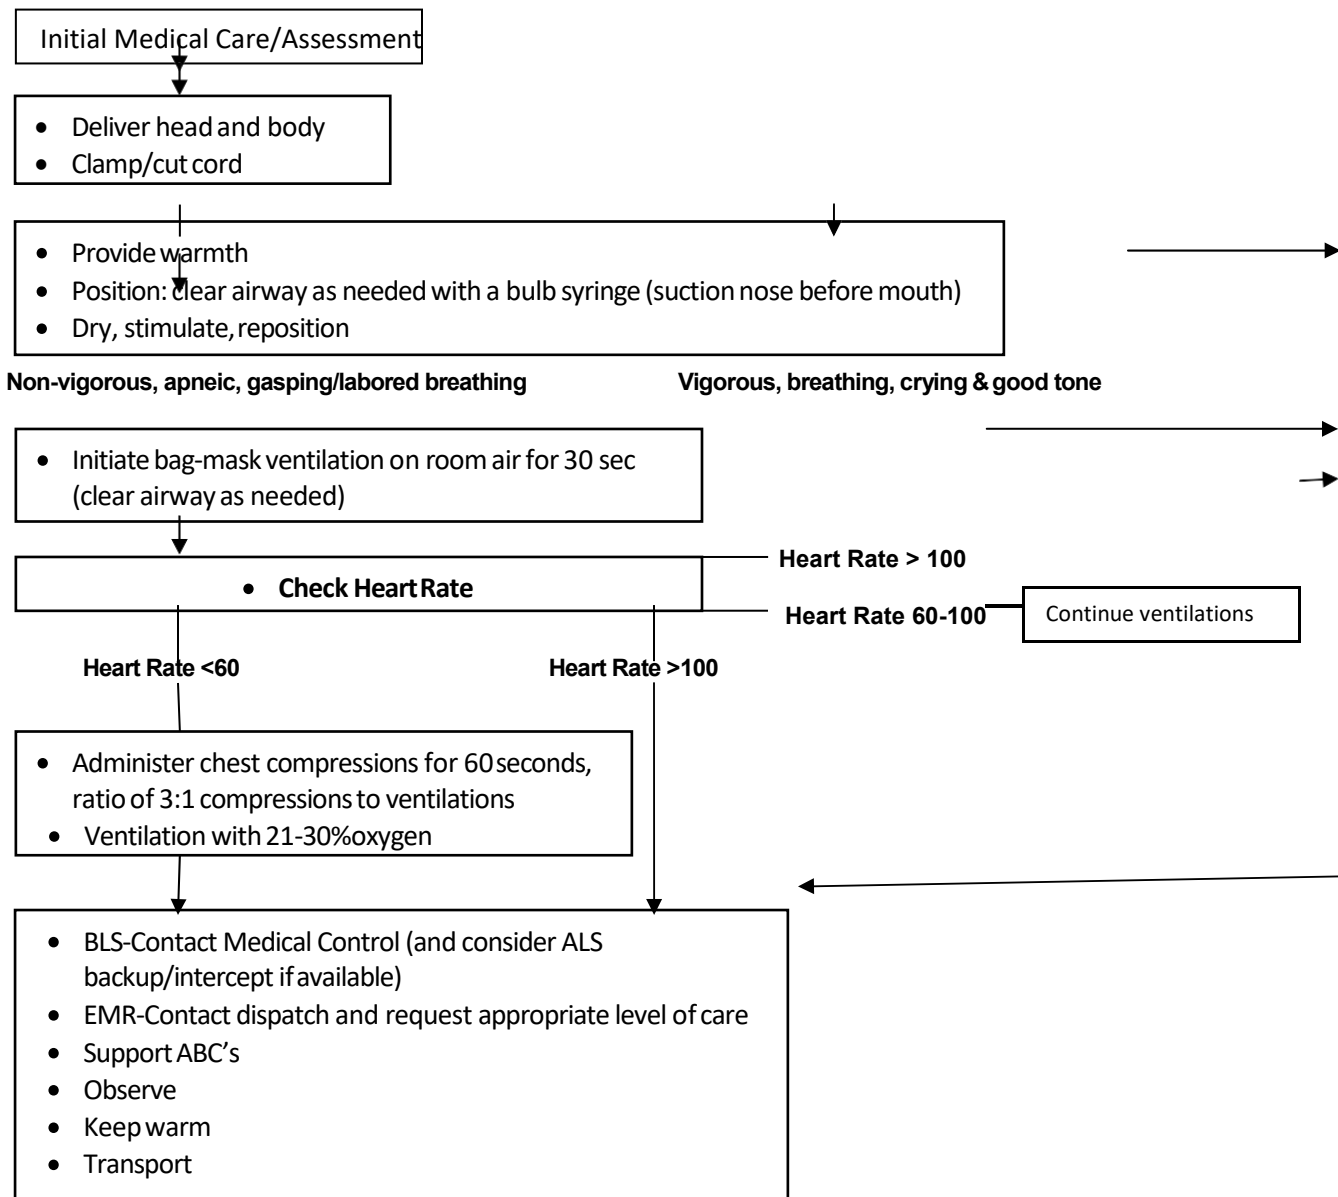 Initial Medical Care/Assessment
• Deliver head and body
• Clamp/cut cord
• Provide warmth
• Position: clear airway as needed with a bulb syringe (suction nose before mouth)
• Dry, stimulate, reposition
Non-vigorous, apneic, gasping/labored breathing
Vigorous, breathing, crying & good tone
• Initiate bag-mask ventilation on room air for 30 sec
(clear airway as needed)
• Check Heart Rate
Heart Rate > 100
Heart Rate 60-100
Continue ventilations
Heart Rate <60
Heart Rate >100
• Administer chest compressions for 60 seconds,
ratio of 3:1 compressions to ventilations
• Ventilation with 21-30% oxygen
• BLS-Contact Medical Control (and consider ALS
backup/intercept if available)
• EMR-Contact dispatch and request appropriate level of care
• Support ABC's
• Observe
• Keep warm
• Transport